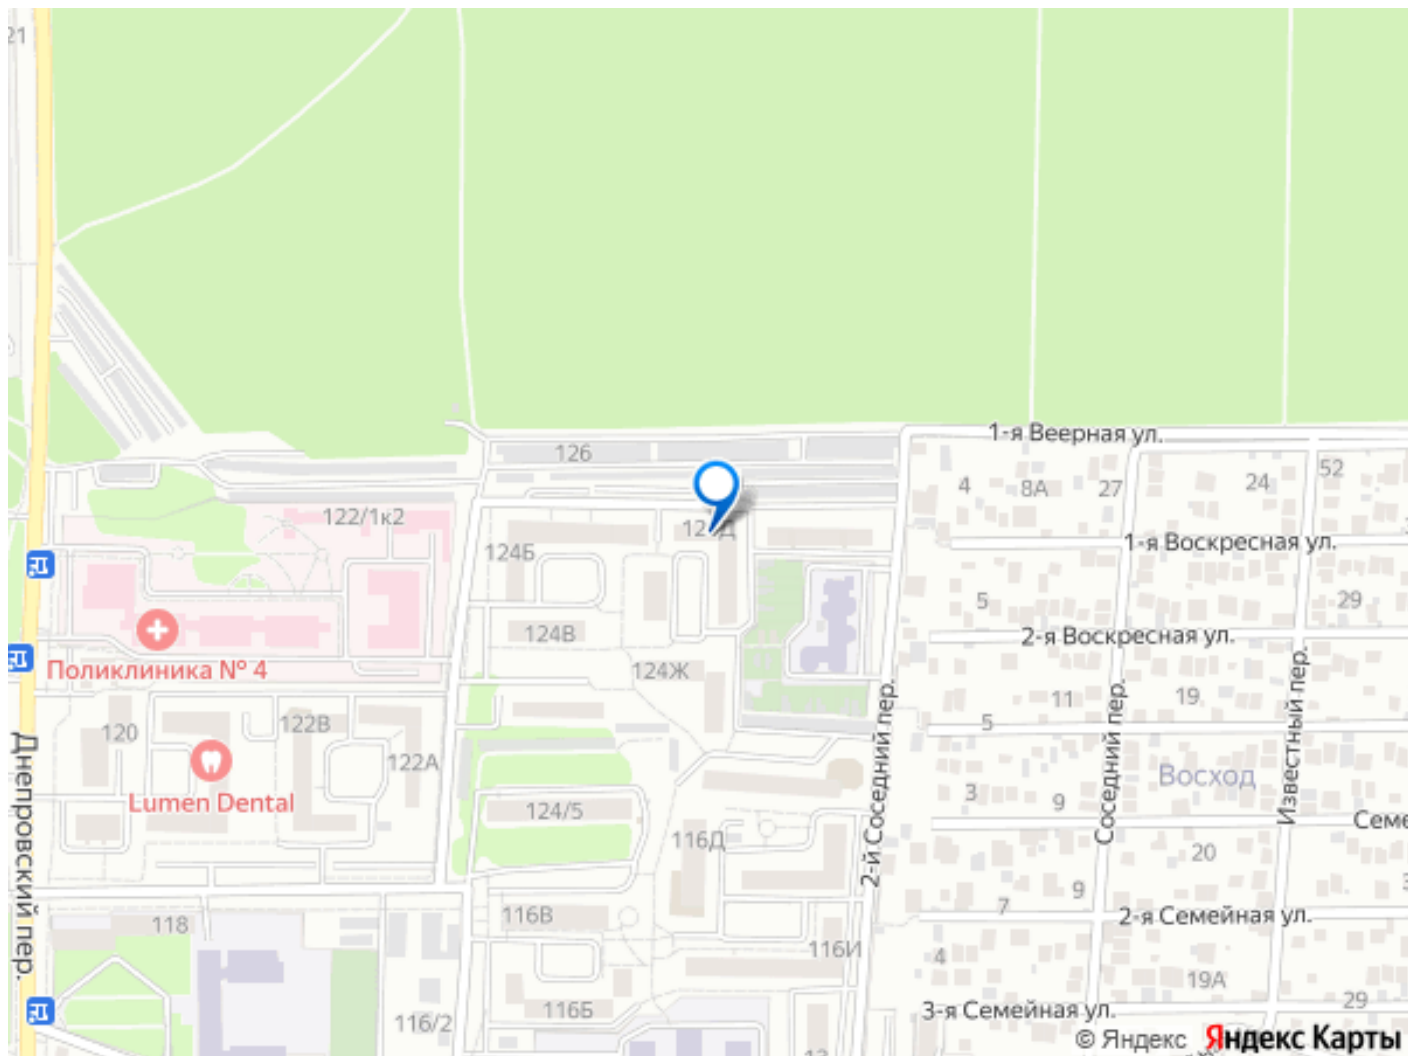 21
1-я Веерная ул.
126
52
4
8А
27
24
122/1к2
124Б
1-я Воскресная ул.
5
29
124В
2-я Воскресная ул.
Поликлиника № 4
124Ж
11
19
5
120
122В
122А
Днепровский пер.
2-й Соседний пер.
Соседний пер.
Известный пер.
Восход
Lumen Dental
124/5
3
9
116Д
20
9
7
2-я Семейная ул.
118
116В
116И
4
19А
116/2
116Б
3-я Семейная ул.
29
© Яндекс Яндекс Карты